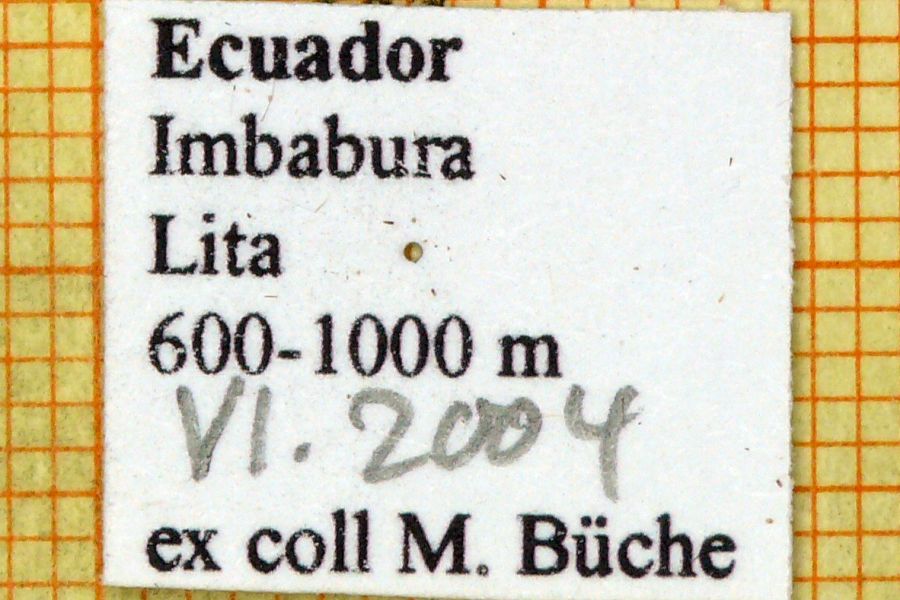 Ecuador
Imbabura
Lita
600-1000 m
VI. 2004
ex coll M. Büche